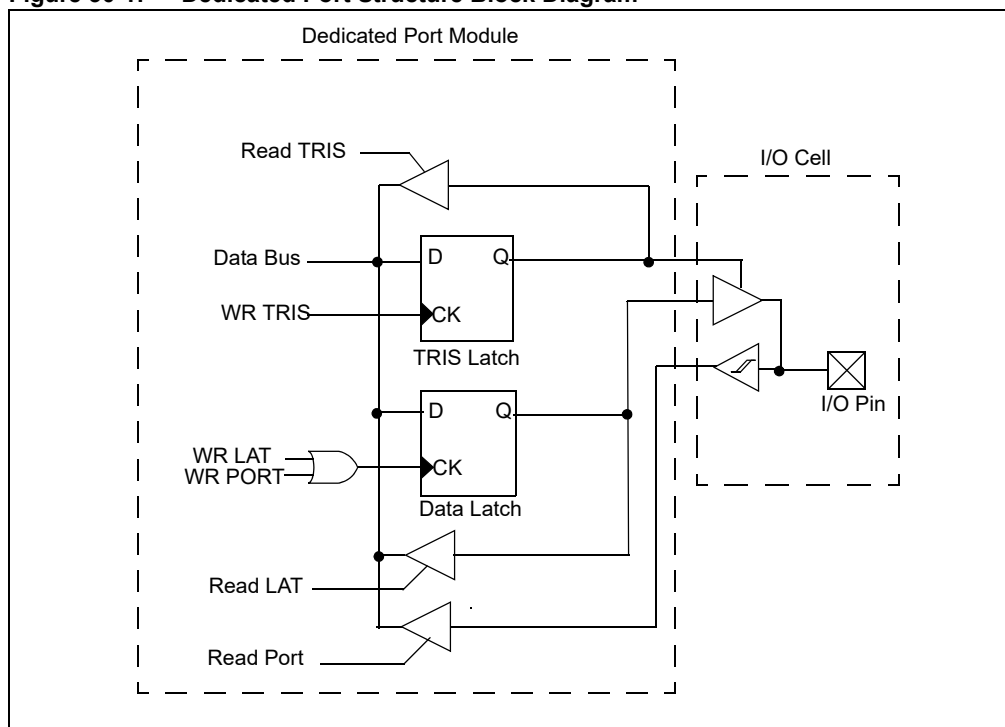 Dedicated Port Module
Read TRIS
I/O Cell
Data Bus
D
Q
WR TRIS
CK
TRIS Latch
D
Q
I/O Pin
WR LAT
WR PORT
CK
Data Latch
Read LAT
Read Port